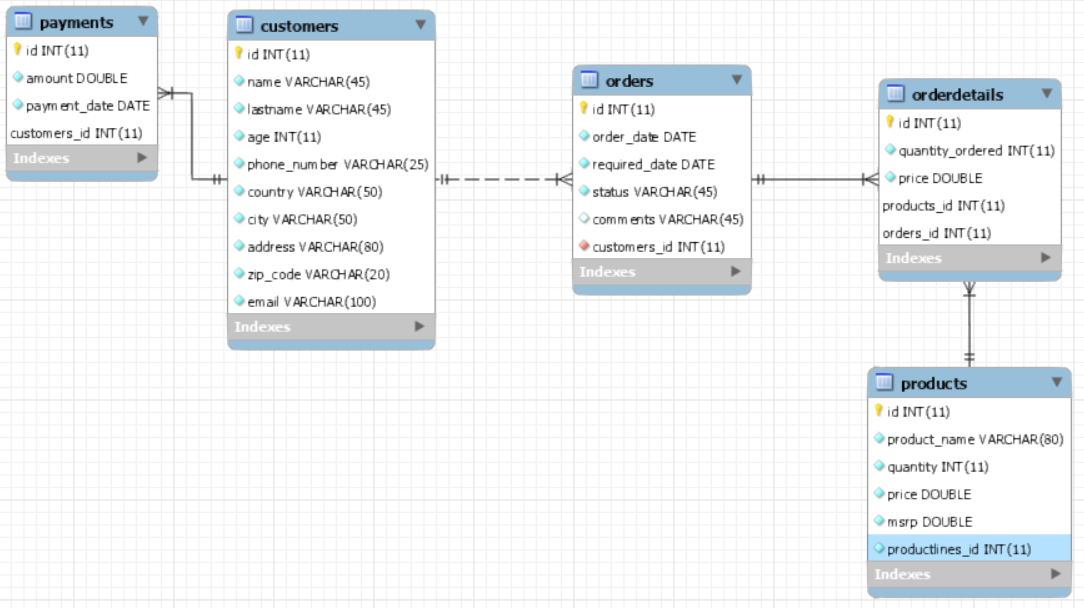 payments
id INT(11)
amount DOUBLE
payment_date DATE
customers_id INT(11)
Indexes
customers
id INT(11)
name VARCHAR(45)
lastname VARCHAR(45)
age INT(11)
phone_number VARCHAR(25)
country VARCHAR(50)
city VARCHAR(50)
address VARCHAR(80)
zip_code VARCHAR(20)
email VARCHAR(100)
Indexes
orders
id INT(11)
order_date DATE
required_date DATE
status VARCHAR(45)
comments VARCHAR(45)
customers_id INT(11)
Indexes
orderdetails
id INT(11)
quantity_ordered INT(11)
price DOUBLE
products_id INT(11)
orders_id INT(11)
Indexes
products
id INT(11)
product_name VARCHAR(80)
quantity INT(11)
price DOUBLE
msrp DOUBLE
productlines_id INT(11)
Indexes